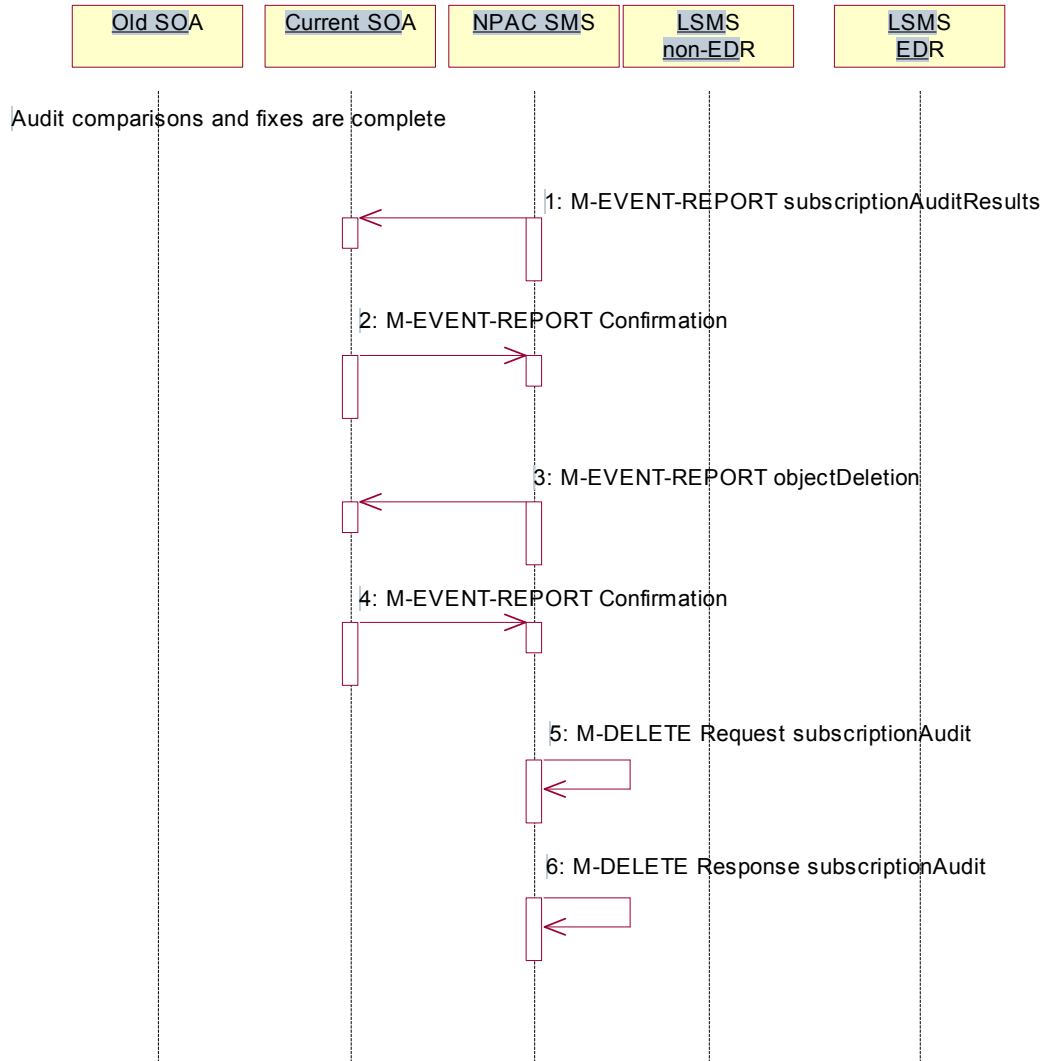 Old SOA
Current SOA
NPAC SMS
LSMS
non-EDR
LSMS
EDR
Audit comparisons and fixes are complete
1: M-EVENT-REPORT subscriptionAuditResults
2: M-EVENT-REPORT Confirmation
3: M-EVENT-REPORT objectDeletion
4: M-EVENT-REPORT Confirmation
5: M-DELETE Request subscriptionAudit
6: M-DELETE Response subscriptionAudit